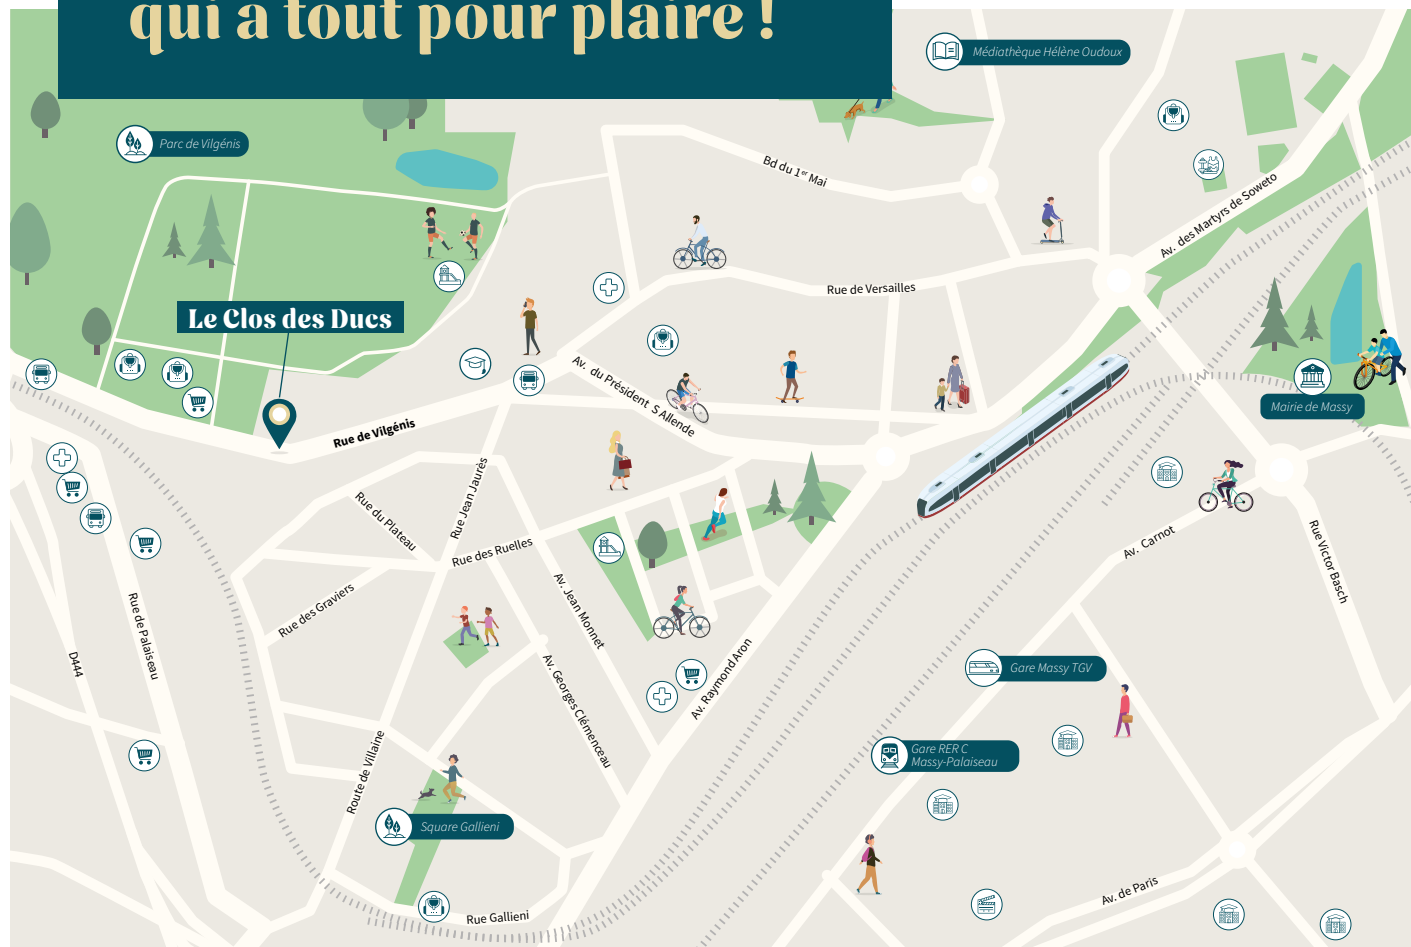 qui a tout pour plaire !
Médiathèque Hélène Oudoux
Parc de Vilgénis
Bd du 1er Mai
Av. des Martyrs de Soweto
Rue de Versailles
Le Clos des Ducs
Av. du Président S Allende
Mairie de Massy
Rue de Vilgénis
Rue Jean Jaurès
Rue du Plateau
Rue des Ruelles
Av. Carnot
Rue Victor Basch
Rue des Graviers
Av. Jean Monnet
Rue de Palaiseau
D444
Av. Raymond Aron
Av. Georges Clémenceau
Gare Massy TGV
Route de Villaine
Gare RER C
Massy-Palaiseau
Square Gallieni
Av. de Paris
Rue Gallieni